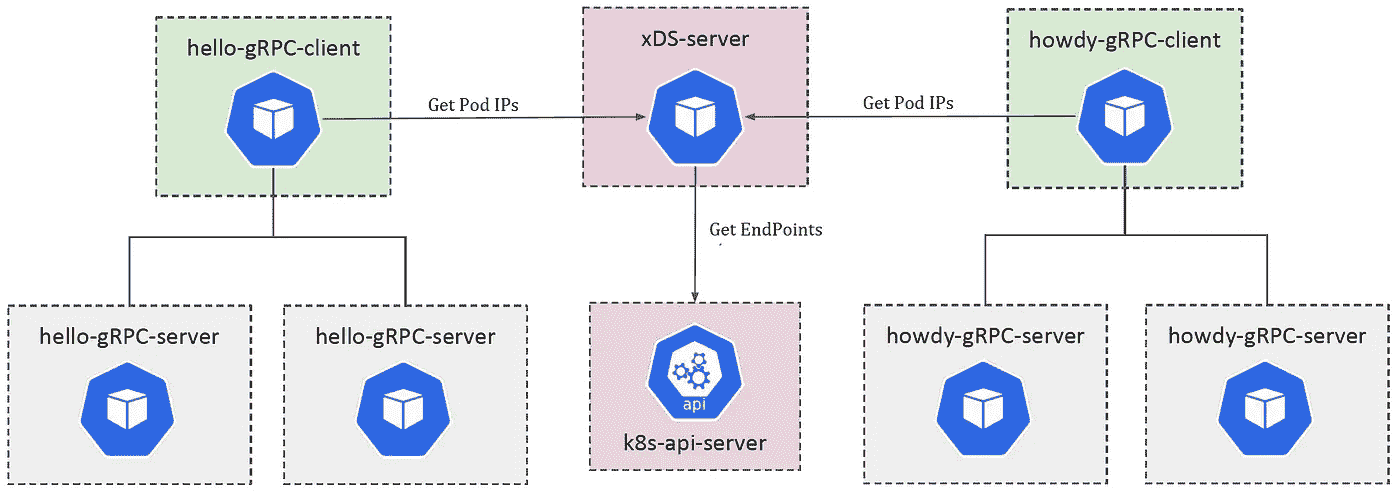 hello-gRPC-client
xDS-server
howdy-gRPC-client
Get Pod IPs
Get Pod IPs
Get EndPoints
hello-gRPC-server
hello-gRPC-server
api
k8s-api-server
howdy-gRPC-server
howdy-gRPC-server